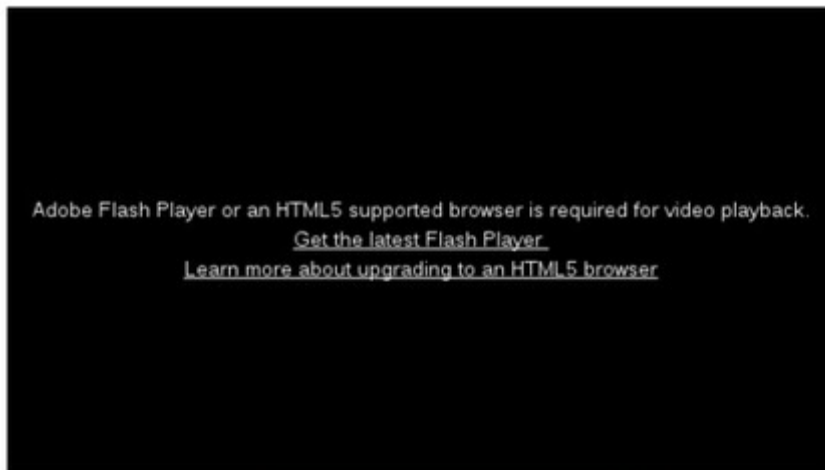 Adobe Flash Player or an HTML5 supported browser is required for video playback.
Get the latest Flash Player
Learn more about upgrading to an HTML5 browser